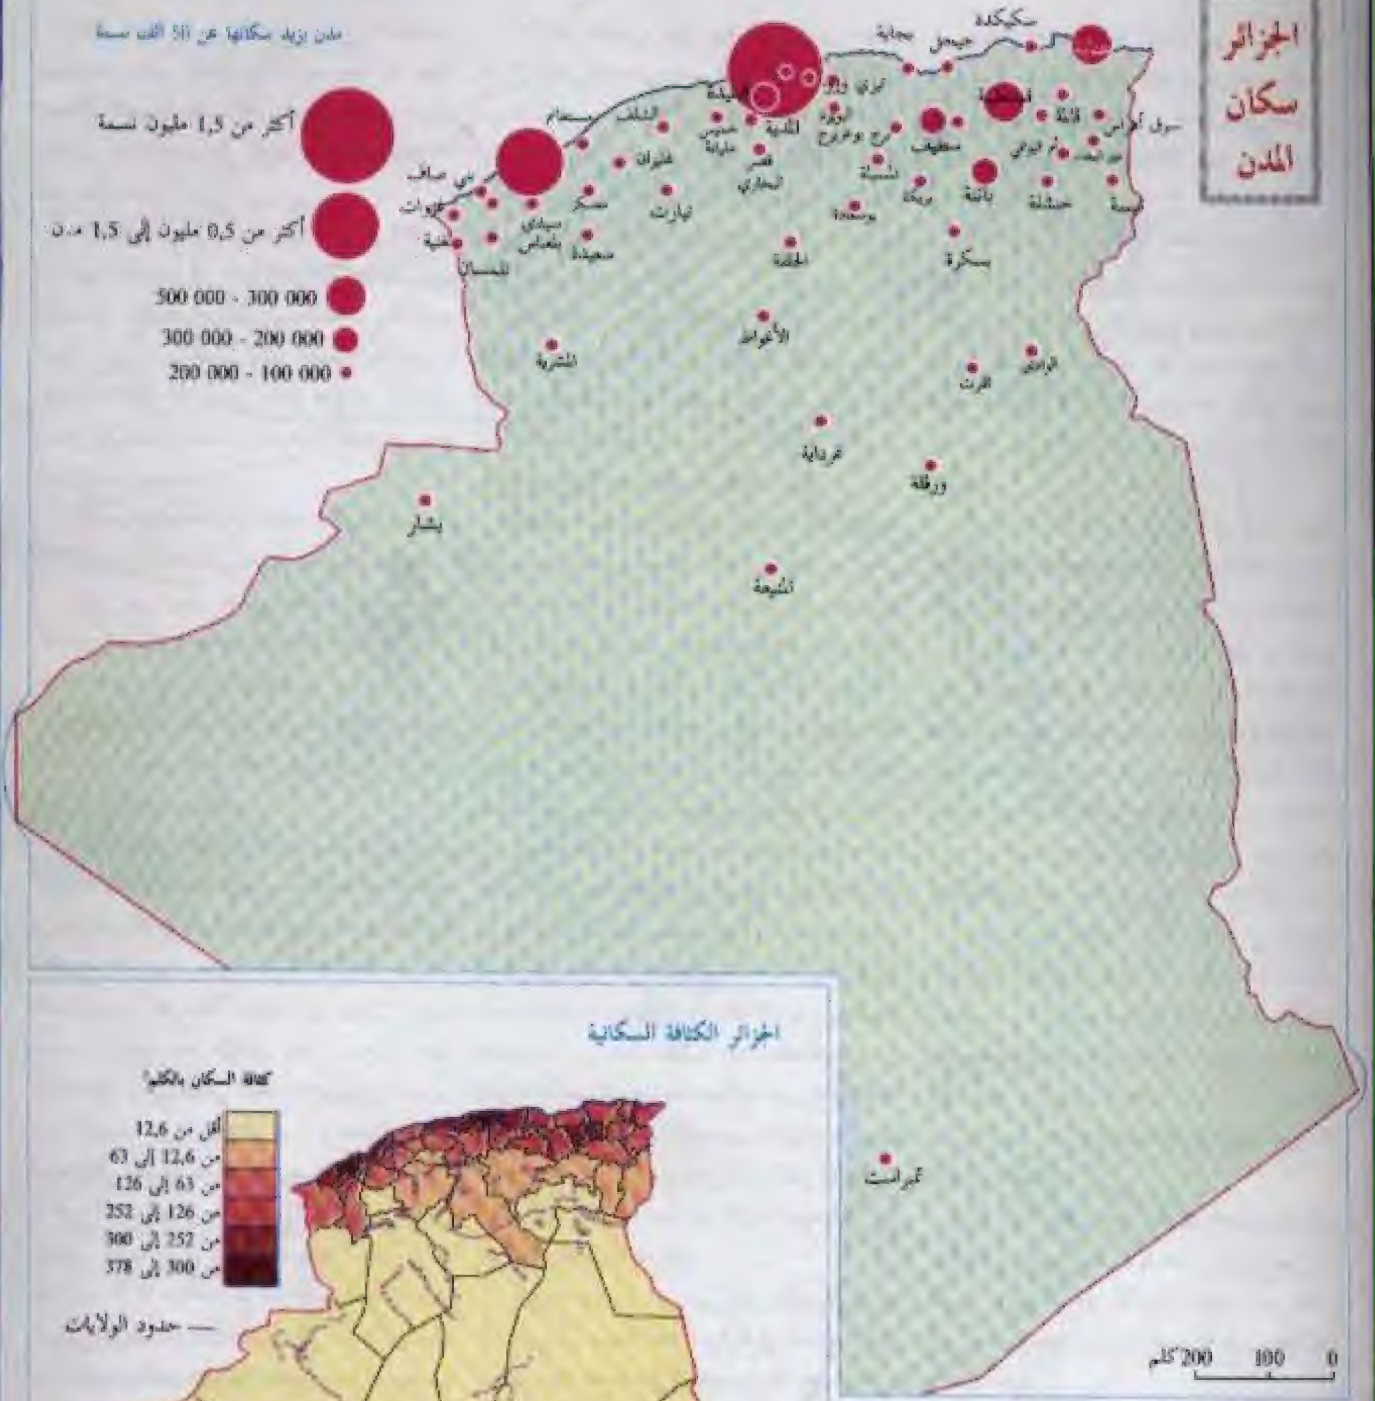 الجزائر
سكان
المدن
مدن يزيد سكانها عن 50 ألف نسمة
أكثر من 1,5 مليون نسمة
أكثر من 0,5 مليون إلى 1,5 م.ن
500 000 - 300 000
300 000 - 200 000
200 000 - 100 000
سكيكدة
جيجل
بجاية
تيزي وزو
البليدة
المدية
خميس
مليانة
الشلف
مستغانم
بني صاف
غليزان
قصر
البخاري
برج بوعريريج
سطيف
قسنطينة
قالمة
سوق أهراس
أم البواقي
المسيلة
بريكة
باتنة
خنشلة
تبسة
بوسعادة
تيارت
معسكر
سيدي
بلعباس
سعيدة
تلمسان
الجلفة
بسكرة
الأغواط
المشرية
الوادي
تقرت
غرداية
ورقلة
بشار
المنيعة
تمنراست
الجزائر الكثافة السكانية
كثافة السكان بالكلم²
أقل من 12,6
من 12,6 إلى 63
من 63 إلى 126
من 126 إلى 252
من 252 إلى 300
من 300 إلى 378
حدود الولايات
0 100 200 كلم